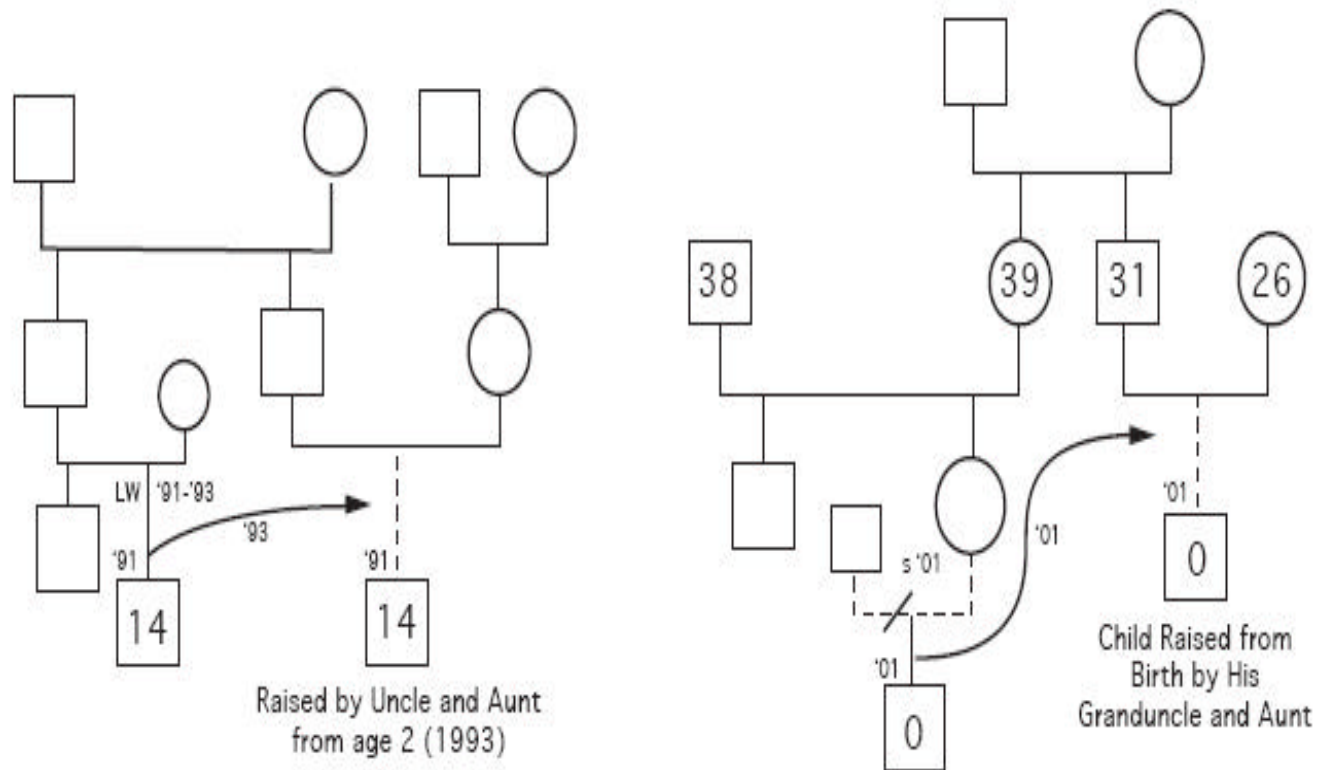 38
39
31
26
LW '91-'93
'93
'91
14
'91
14
Raised by Uncle and Aunt
from age 2 (1993)
s '01
'01
'01
0
'01
0
Child Raised from
Birth by His
Granduncle and Aunt